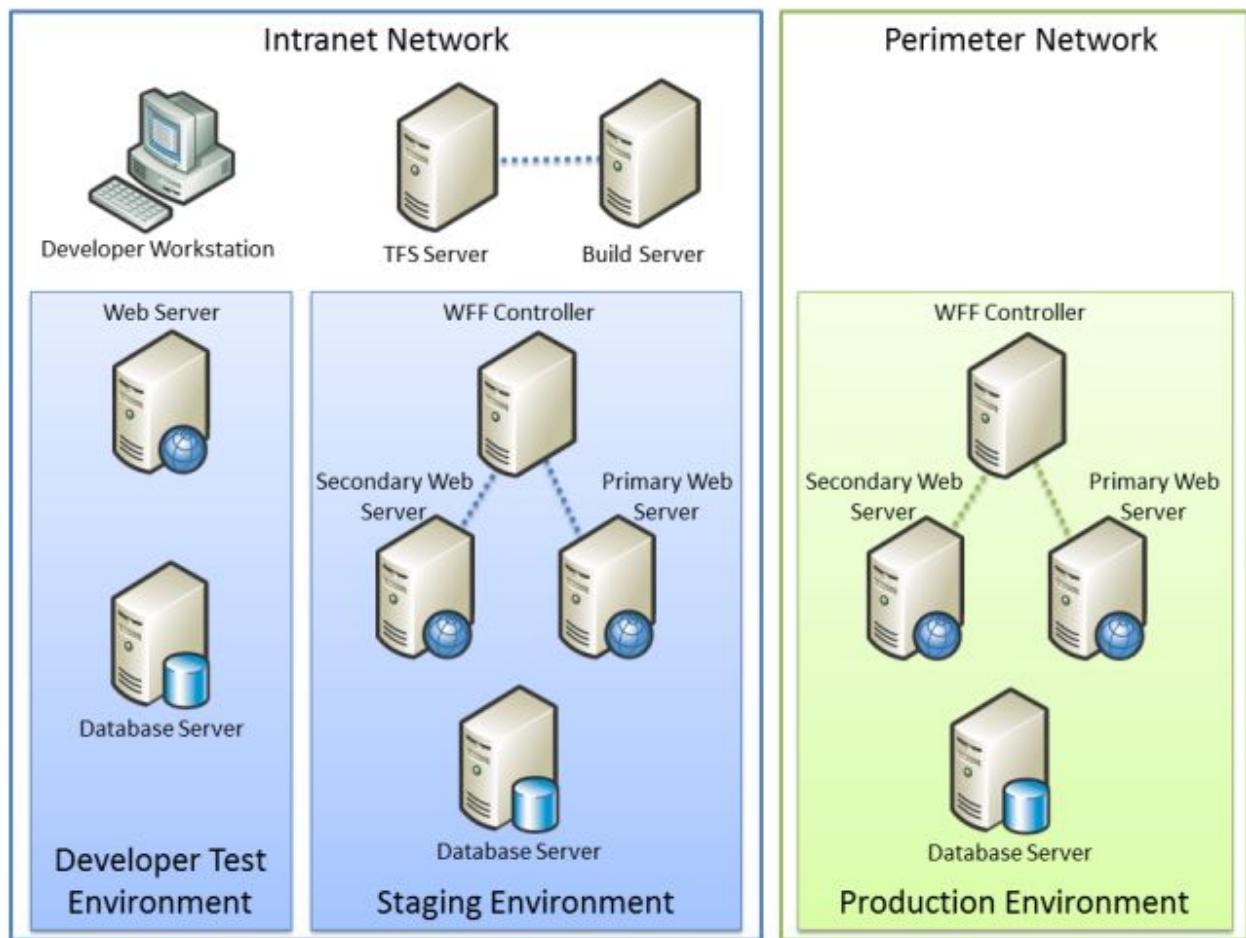 Intranet Network
Perimeter Network
Developer Workstation
TFS Server
Build Server
Web Server
WFF Controller
WFF Controller
Secondary Web
Server
Primary Web
Server
Secondary Web
Server
Primary Web
Server
Database Server
Database Server
Database Server
Developer Test
Environment
Staging Environment
Production Environment